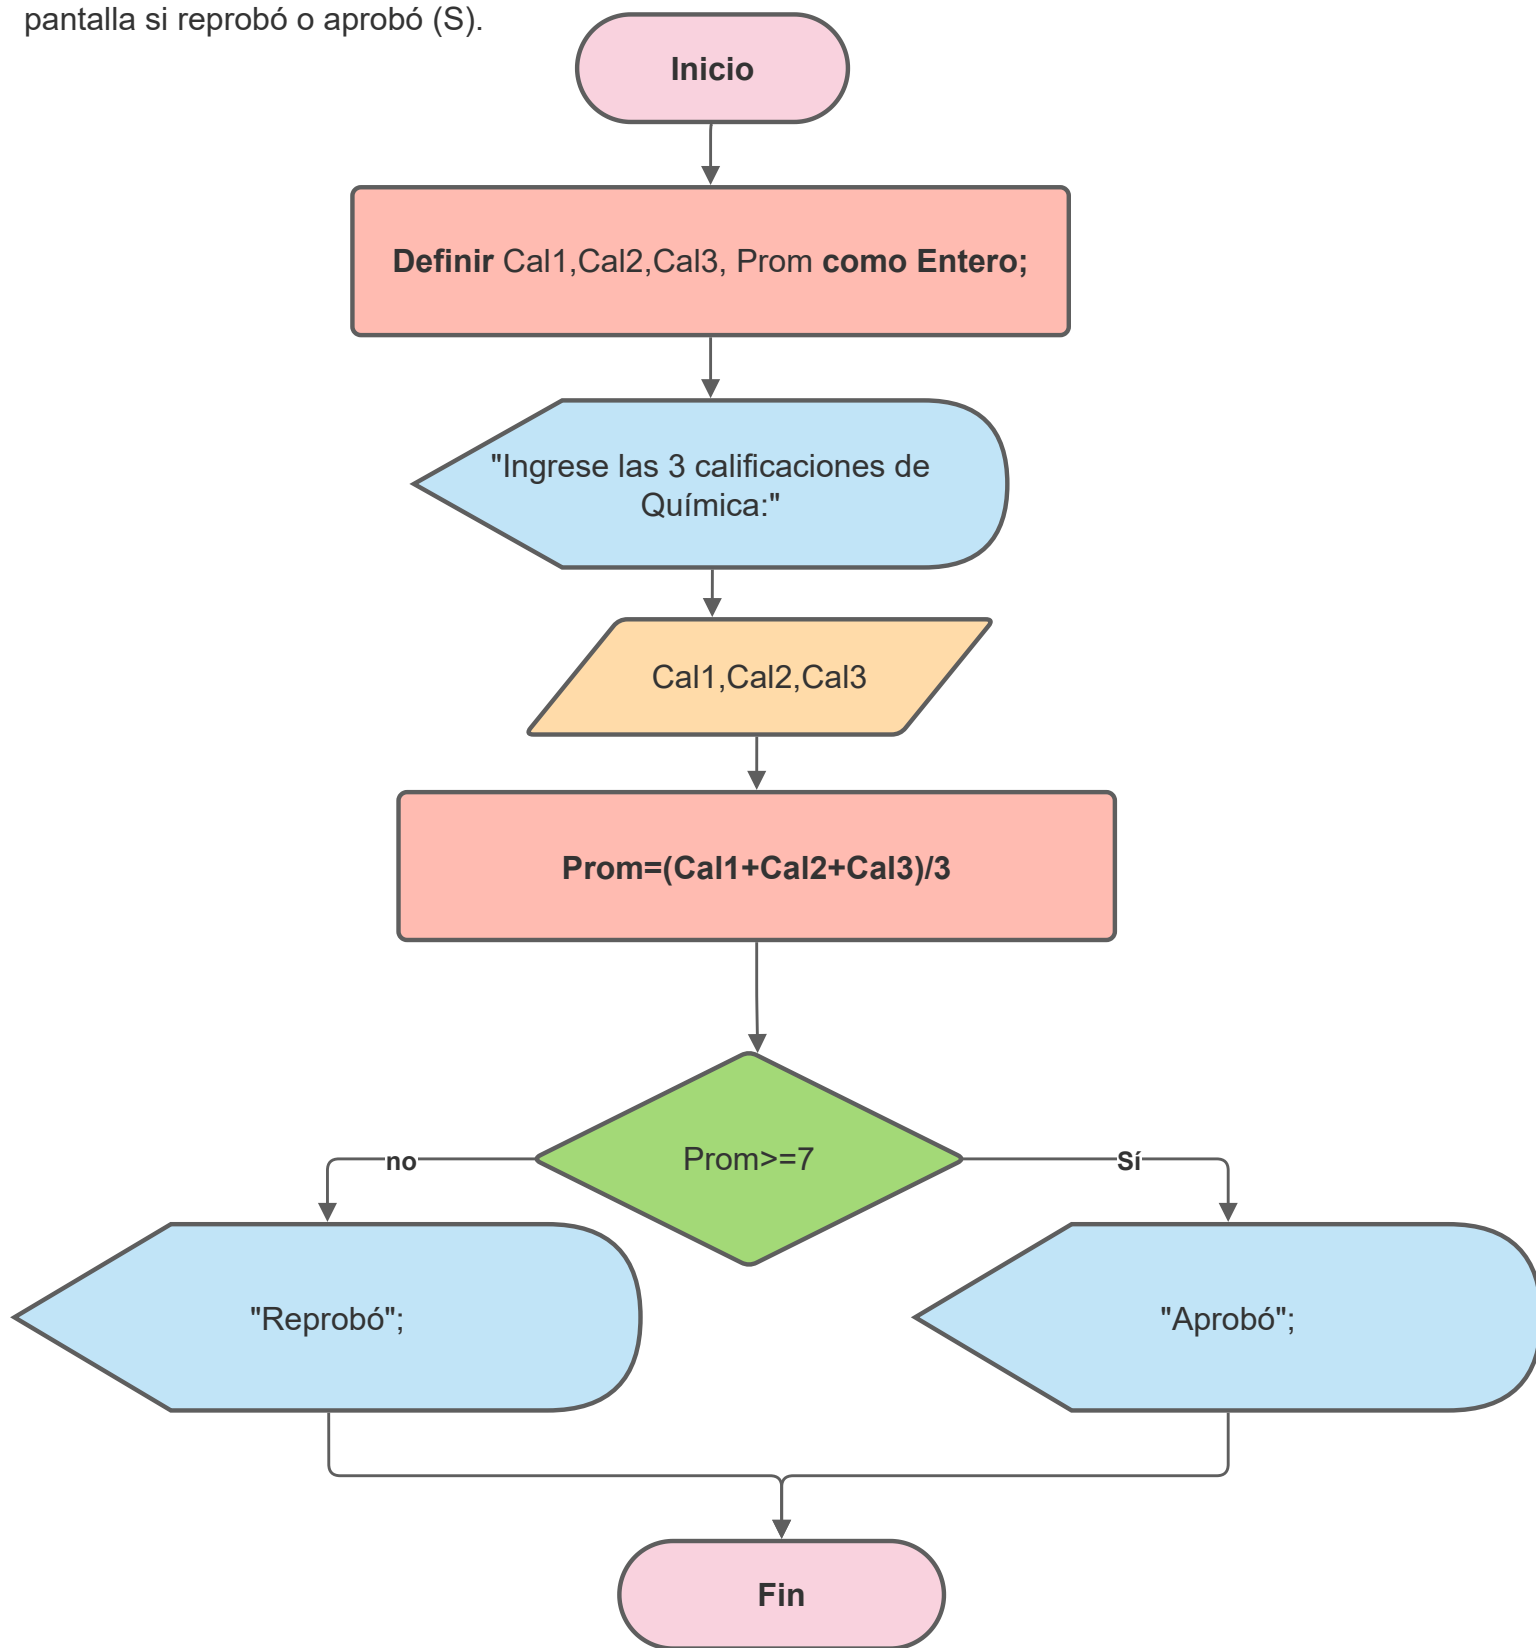 pantalla si reprobó o aprobó (S).
Inicio
Definir Cal1,Cal2,Cal3, Prom como Entero;
"Ingrese las 3 calificaciones de
Química:"
Cal1,Cal2,Cal3
Prom=(Cal1+Cal2+Cal3)/3
Prom>=7
no
Sí
"Reprobó";
"Aprobó";
Fin